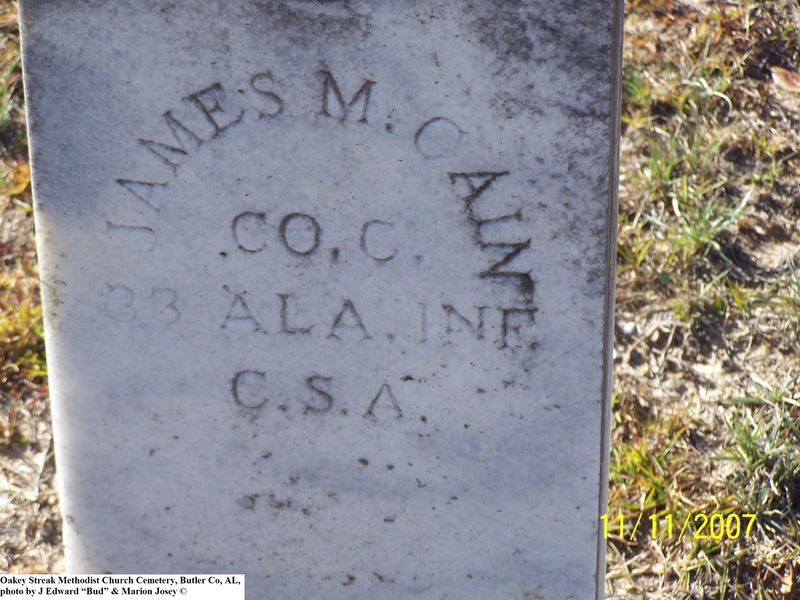 JAMES M. CAIN
CO. C.
33 ALA. INF.
C.S.A.
11/11/2007
Oakey Streak Methodist Church Cemetery, Butler Co, AL,
photo by J Edward “Bud” & Marion Josey ©